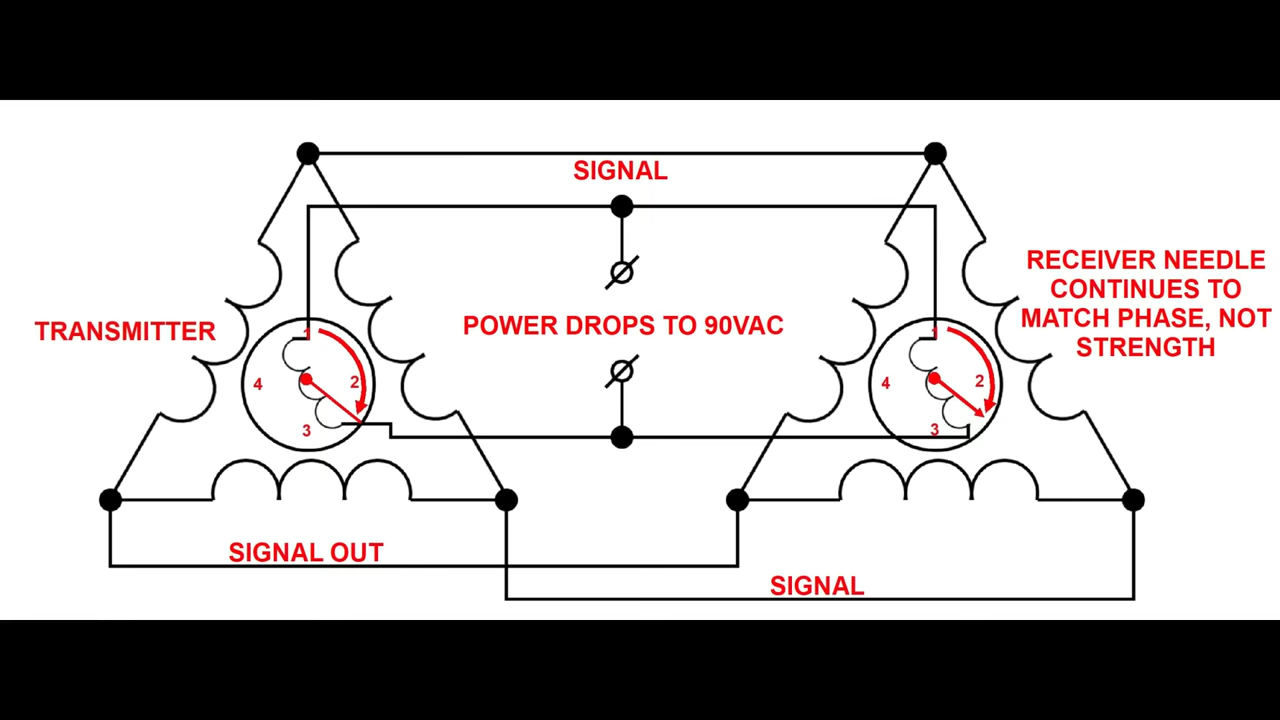 SIGNAL
RECEIVER NEEDLE
CONTINUES TO
MATCH PHASE, NOT
STRENGTH
TRANSMITTER
POWER DROPS TO 90VAC
1
4
2
3
1
4
2
3
SIGNAL OUT
SIGNAL